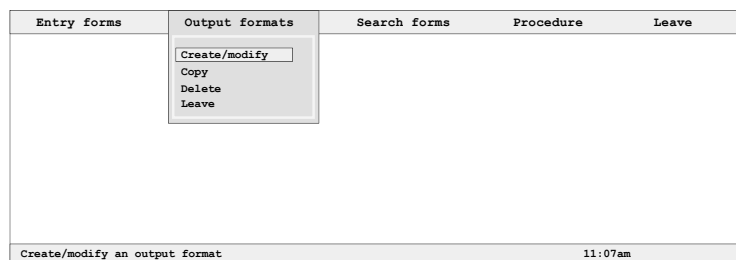 Entry forms Output formats Search forms Procedure Leave
Create/modify
Copy
Delete
Leave
Create/modify an output format 11:07am